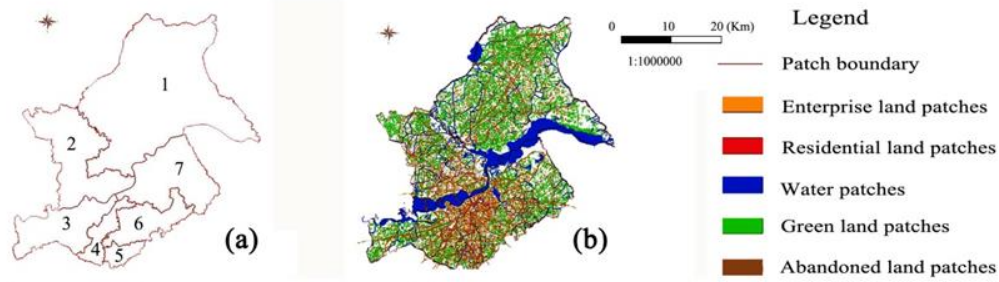 1
2
7
3
6
4
5
(a)
(b)
0 10 20 (Km)
1:1000000
Legend
Patch boundary
Enterprise land patches
Residential land patches
Water patches
Green land patches
Abandoned land patches